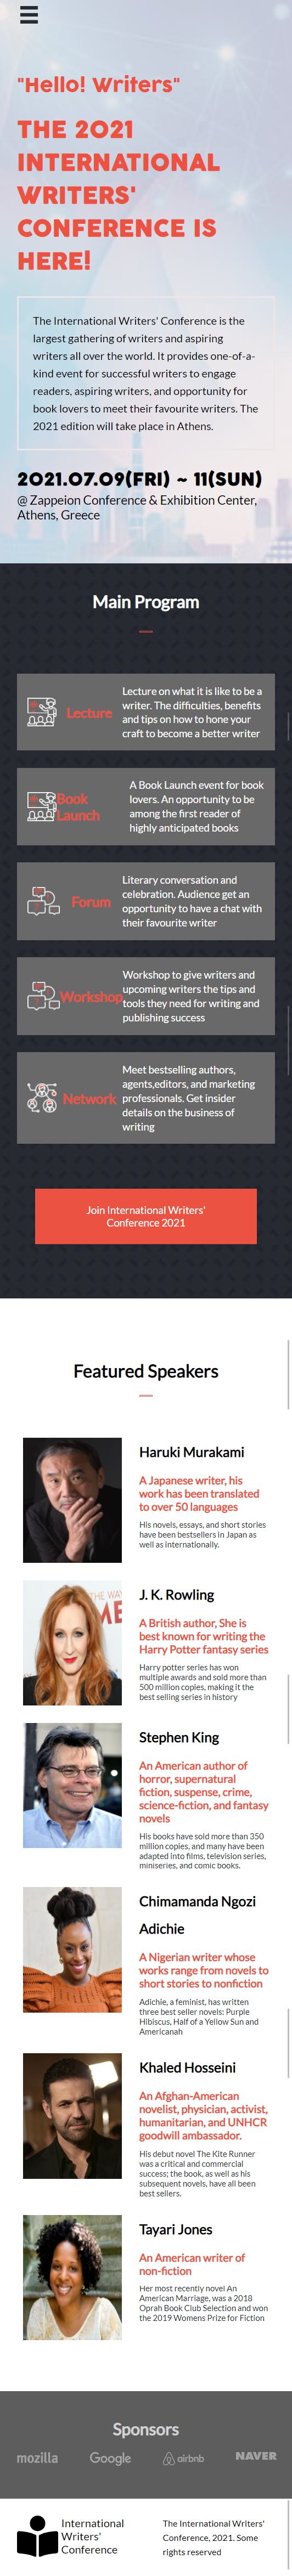 "Hello! Writers"
THE 2021
INTERNATIONAL
WRITERS'
CONFERENCE IS
HERE!
The International Writers' Conference is the
largest gathering of writers and aspiring
writers all over the world. It provides one-of-a-
kind event for successful writers to engage
readers, aspiring writers, and opportunity for
book lovers to meet their favourite writers. The
2021 edition will take place in Athens.
2021.07.09(FRI) ~ 11(SUN)
@ Zappeion Conference & Exhibition Center,
Athens, Greece
Main Program
Lecture
Lecture on what it is like to be a
writer. The difficulties, benefits
and tips on how to hone your
craft to become a better writer
Book
Launch
A Book Launch event for book
lovers. An opportunity to be
among the first reader of
highly anticipated books
Forum
Literary conversation and
celebration. Audience get an
opportunity to have a chat with
their favourite writer
Workshop
Workshop to give writers and
upcoming writers the tips and
tools they need for writing and
publishing success
Network
Meet bestselling authors,
agents,editors, and marketing
professionals. Get insider
details on the business of
writing
Join International Writers'
Conference 2021
Featured Speakers
Haruki Murakami
A Japanese writer, his
work has been translated
to over 50 languages
His novels, essays, and short stories
have been bestsellers in Japan as
well as internationally.
J. K. Rowling
A British author, She is
best known for writing the
Harry Potter fantasy series
Harry potter series has won
multiple awards and sold more than
500 million copies, making it the
best selling series in history
Stephen King
An American author of
horror, supernatural
fiction, suspense, crime,
science-fiction, and fantasy
novels
His books have sold more than 350
million copies, and many have been
adapted into films, television series,
miniseries, and comic books.
Chimamanda Ngozi
Adichie
A Nigerian writer whose
works range from novels to
short stories to nonfiction
Adichie, a feminist, has written
three best seller novels: Purple
Hibiscus, Half of a Yellow Sun and
Americanah
Khaled Hosseini
An Afghan-American
novelist, physician, activist,
humanitarian, and UNHCR
goodwill ambassador.
His debut novel The Kite Runner
was a critical and commercial
success; the book, as well as his
subsequent novels, have all been
best sellers.
Tayari Jones
An American writer of
non-fiction
Her most recently novel An
American Marriage, was a 2018
Oprah Book Club Selection and won
the 2019 Womens Prize for Fiction
Sponsors
mozilla Google airbnb NAVER
International
Writers'
Conference
The International Writers'
Conference, 2021. Some
rights reserved